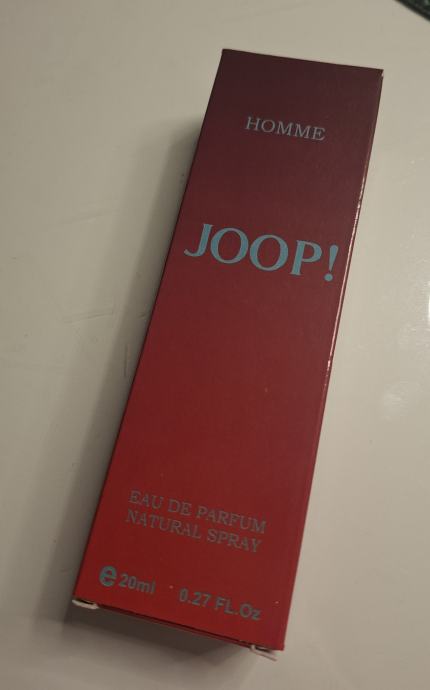 HOMME
JOOP!
EAU DE PARFUM
NATURAL SPRAY
℮ 20ml 0.27 FL.Oz